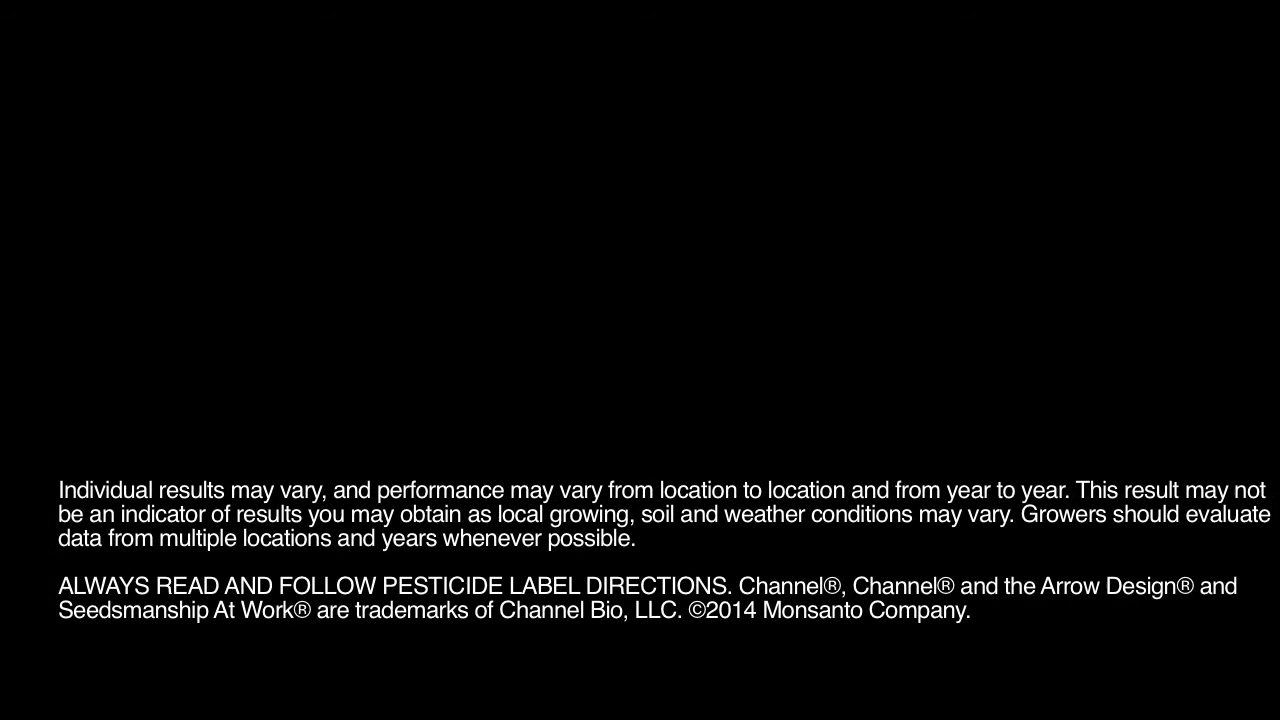 Individual results may vary, and performance may vary from location to location and from year to year. This result may not
be an indicator of results you may obtain as local growing, soil and weather conditions may vary. Growers should evaluate
data from multiple locations and years whenever possible.
ALWAYS READ AND FOLLOW PESTICIDE LABEL DIRECTIONS. Channel®, Channel® and the Arrow Design® and
Seedsmanship At Work® are trademarks of Channel Bio, LLC. ©2014 Monsanto Company.